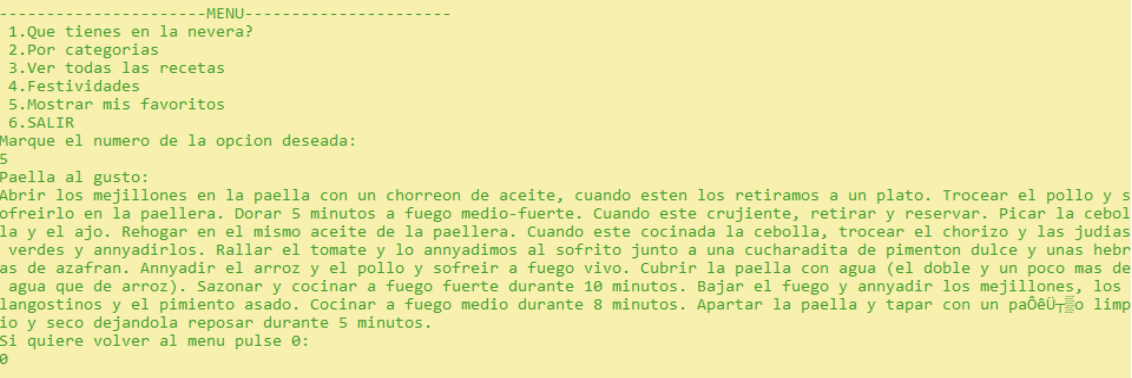 ----------------------MENU----------------------
1.Que tienes en la nevera?
2.Por categorias
3.Ver todas las recetas
4.Festividades
5.Mostrar mis favoritos
6.SALIR
Marque el numero de la opcion deseada:
5
Paella al gusto:
Abrir los mejillones en la paella con un chorreon de aceite, cuando esten los retiramos a un plato. Trocear el pollo y s
ofreirlo en la paellera. Dorar 5 minutos a fuego medio-fuerte. Cuando este crujiente, retirar y reservar. Picar la cebol
la y el ajo. Rehogar en el mismo aceite de la paellera. Cuando este cocinada la cebolla, trocear el chorizo y las judias
verdes y annyadirlos. Rallar el tomate y lo annyadimos al sofrito junto a una cucharadita de pimenton dulce y unas hebr
as de azafran. Annyadir el arroz y el pollo y sofreir a fuego vivo. Cubrir la paella con agua (el doble y un poco mas de
agua que de arroz). Sazonar y cocinar a fuego fuerte durante 10 minutos. Bajar el fuego y annyadir los mejillones, los
langostinos y el pimiento asado. Cocinar a fuego medio durante 8 minutos. Apartar la paella y tapar con un limp
io y seco dejandola reposar durante 5 minutos.
Si quiere volver al menu pulse 0:
0